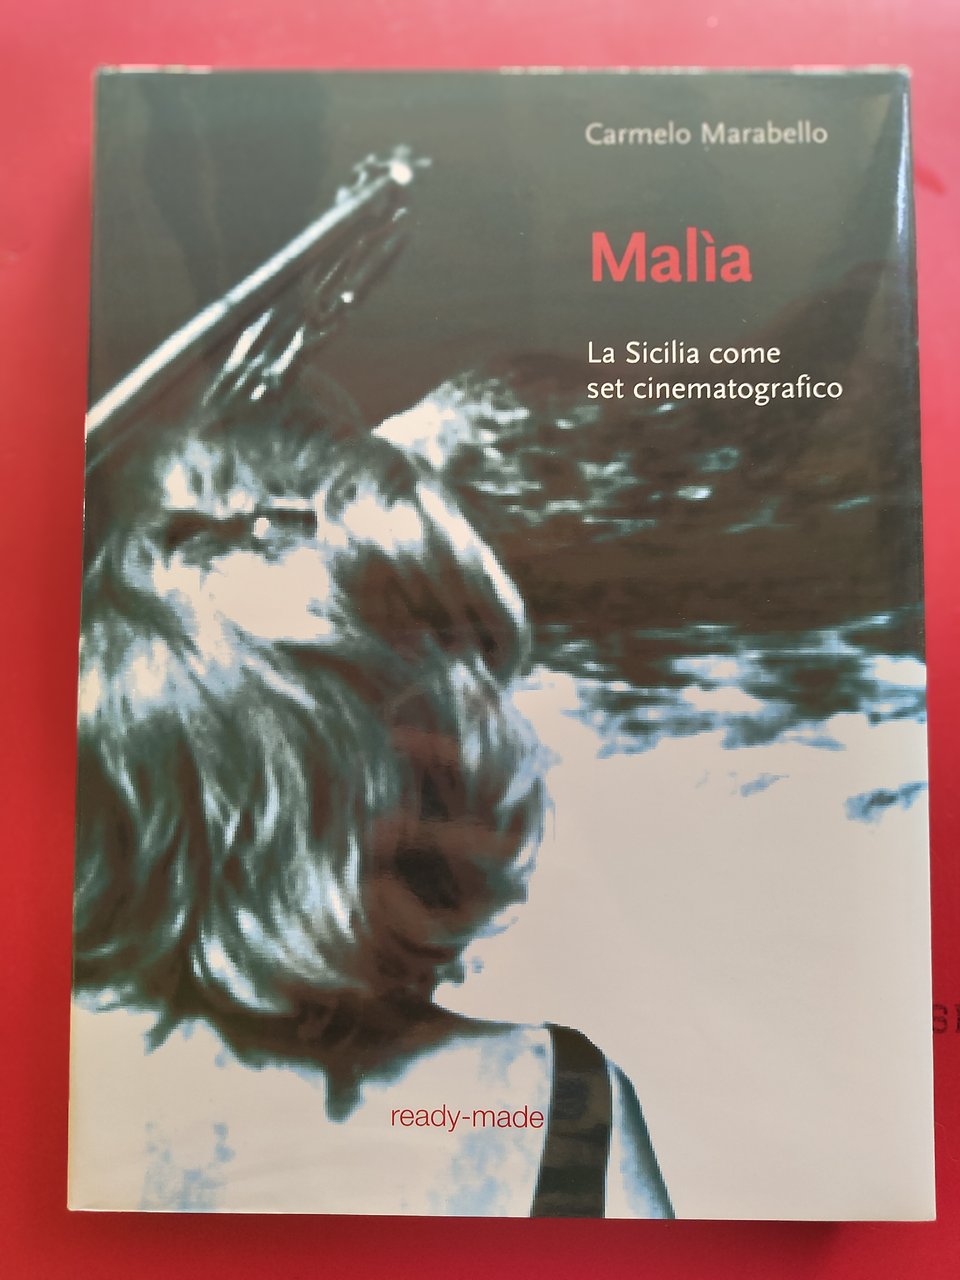 Carmelo Marabello
Malìa
La Sicilia come
set cinematografico
ready-made